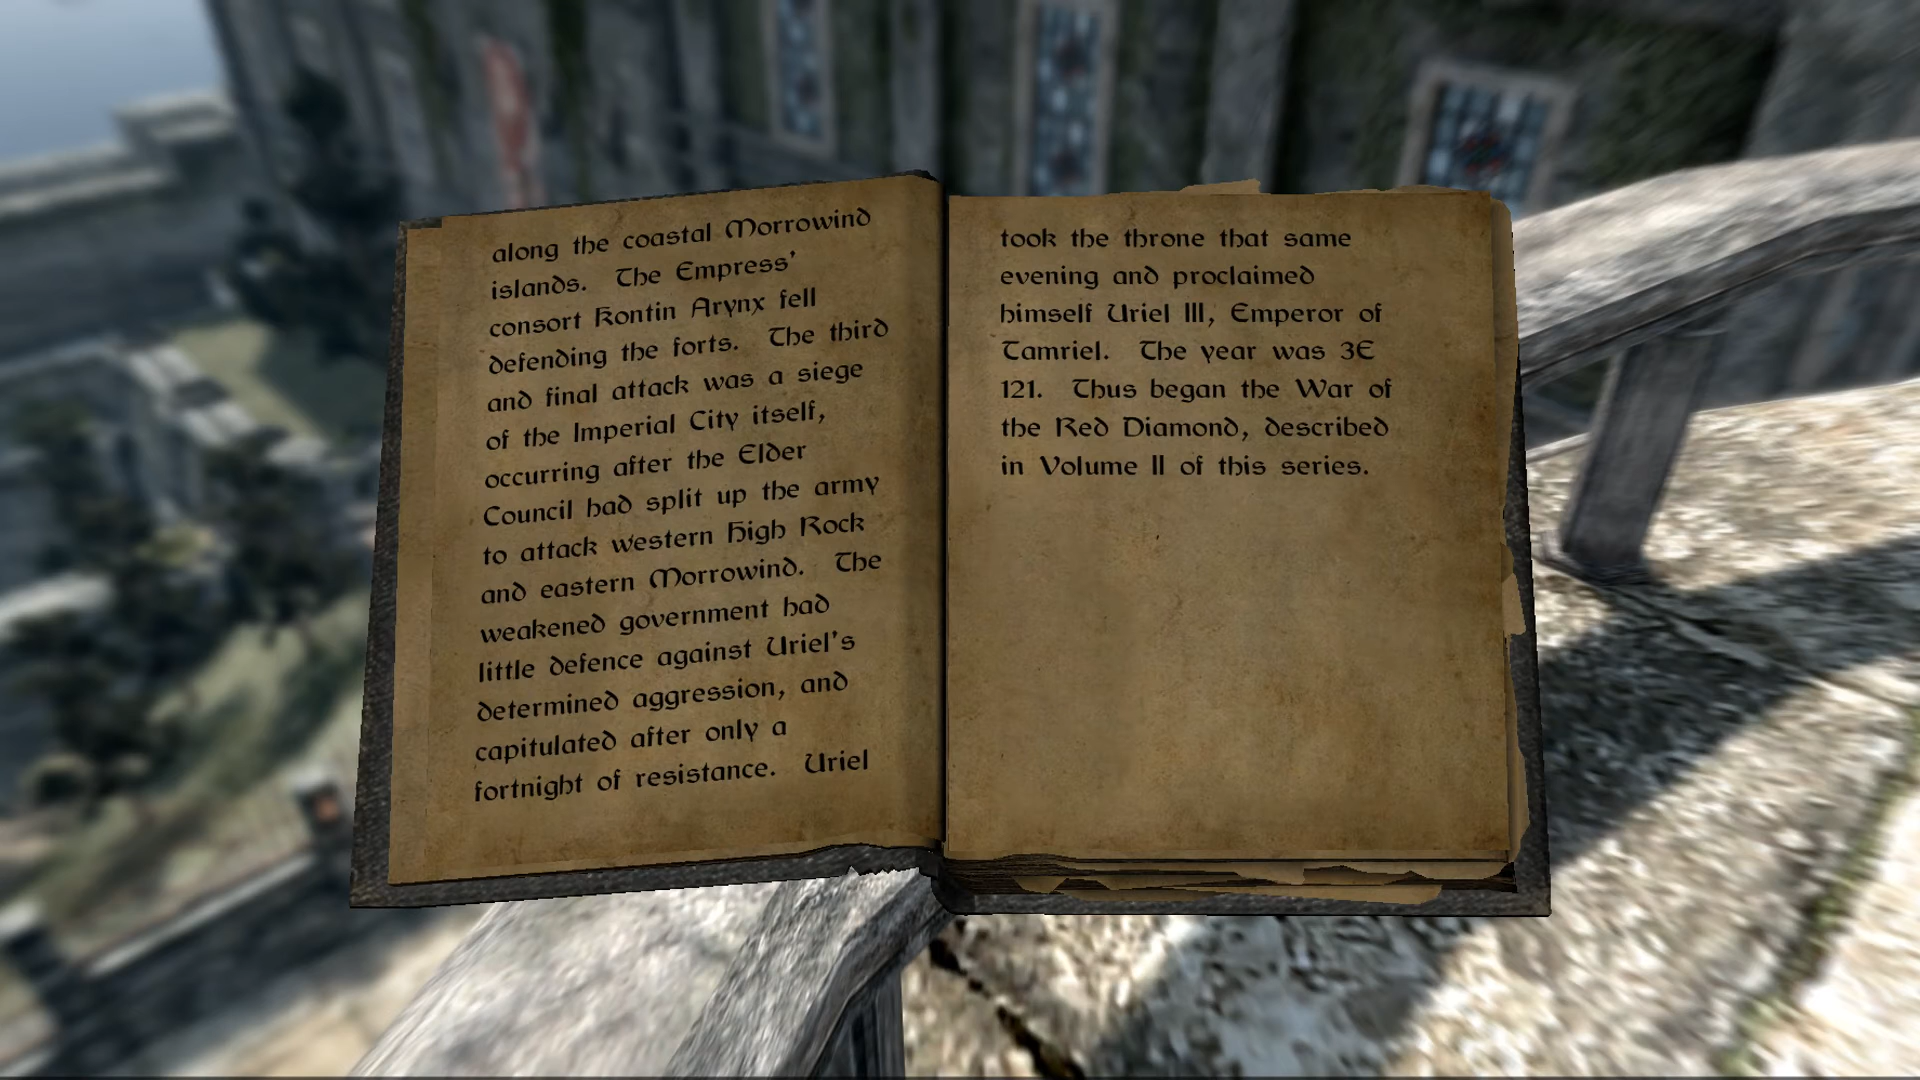 along the coastal Morrowind
islands.  The Empress'
consort Kontin Arynx fell
defending the forts.  The third
and final attack was a siege
of the Imperial City itself,
occurring after the Elder
Council had split up the army
to attack western High Rock
and eastern Morrowind.  The
weakened government had
little defence against Uriel's
determined aggression, and
capitulated after only a
fortnight of resistance.  Uriel
took the throne that same
evening and proclaimed
himself Uriel III, Emperor of
Tamriel.  The year was 3E
121.  Thus began the War of
the Red Diamond, described
in Volume II of this series.